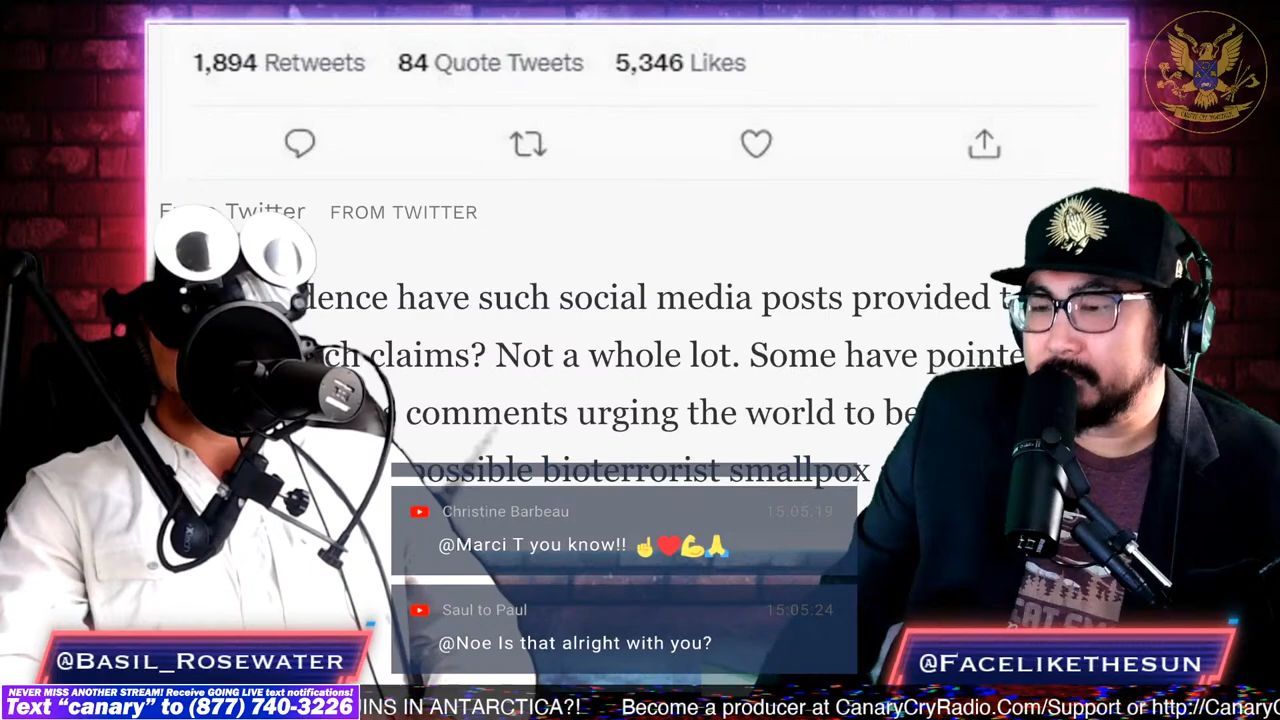 1,894 Retweets 84 Quote Tweets 5,346 Likes
From Twitter FROM TWITTER
dence have such social media posts provided t
ch claims? Not a whole lot. Some have pointe
comments urging the world to be
possible bioterrorist smallpox
Christine Barbeau 15:05:19
@Marci T you know!! ☝❤💪🙏
Saul to Paul 15:05:24
@Noe Is that alright with you?
@BASIL_ROSEWATER
@FACELIKETHESUN
NEVER MISS ANOTHER STREAM! Receive GOING LIVE text notifications!
Text “canary” to (877) 740-3226
INS IN ANTARCTICA?! Become a producer at CanaryCryRadio.Com/Support or http://CanaryC